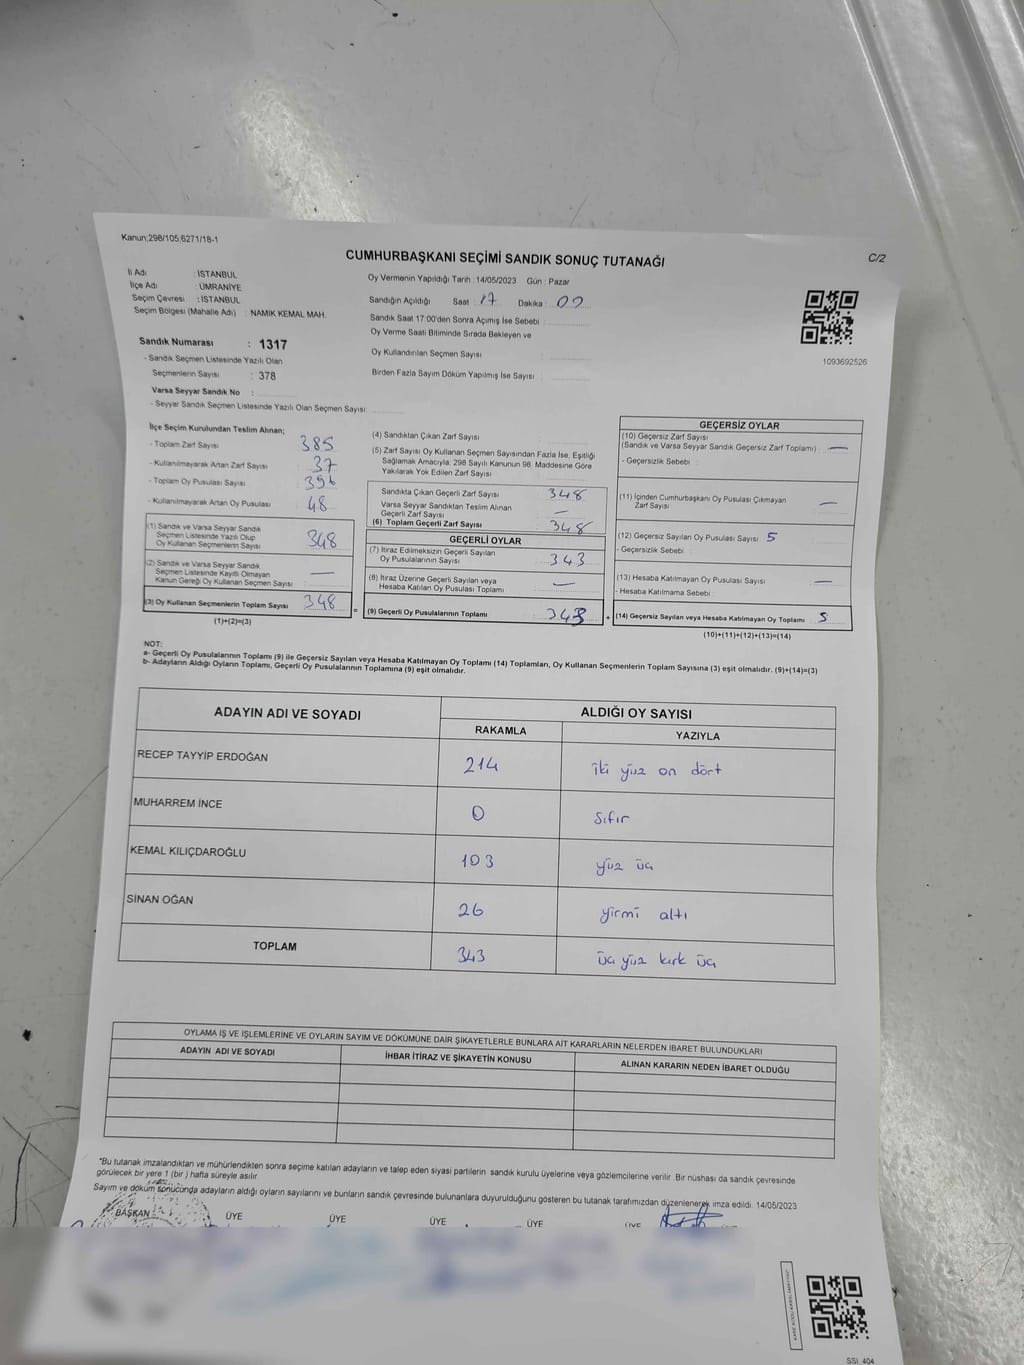 Kanun;298/105;6271/18-1
CUMHURBAŞKANI SEÇİMİ SANDIK SONUÇ TUTANAĞI
C/2
İl Adı : İSTANBUL
İlçe Adı : ÜMRANİYE
Seçim Çevresi : İSTANBUL
Seçim Bölgesi (Mahalle Adı) : NAMIK KEMAL MAH.
Oy Vermenin Yapıldığı Tarih : 14/05/2023 Gün : Pazar
Sandığın Açıldığı Saat : 17 Dakika : 00
Sandık Saat 17:00'den Sonra Açımış İse Sebebi :
Oy Verme Saati Bitiminde Sırada Bekleyen ve
Oy Kullandırılan Seçmen Sayısı :
Birden Fazla Sayım Döküm Yapılmış İse Sayısı :
1093692526
Sandık Numarası : 1317
- Sandık Seçmen Listesinde Yazılı Olan
Seçmenlerin Sayısı : 378
Varsa Seyyar Sandık No :
- Seyyar Sandık Seçmen Listesinde Yazılı Olan Seçmen Sayısı:
İlçe Seçim Kurulundan Teslim Alınan;
- Toplam Zarf Sayısı 385
- Kullanılmayarak Artan Zarf Sayısı 37
- Toplam Oy Pusulası Sayısı 396
- Kullanılmayarak Artan Oy Pusulası 48
(1) Sandık ve Varsa Seyyar Sandık
Seçmen Listesinde Yazılı Olup
Oy Kullanan Seçmenlerin Sayısı 348
(2) Sandık ve Varsa Seyyar Sandık
Seçmen Listesinde Kayıtlı Olmayan
Kanun Gereği Oy Kullanan Seçmen Sayısı —
(3) Oy Kullanan Seçmenlerin Toplam Sayısı 348
(1)+(2)=(3)
(4) Sandıktan Çıkan Zarf Sayısı
(5) Zarf Sayısı Oy Kullanan Seçmen Sayısından Fazla İse, Eşitliği
Sağlamak Amacıyla; 298 Sayılı Kanunun 98. Maddesine Göre
Yakılarak Yok Edilen Zarf Sayısı
Sandıkta Çıkan Geçerli Zarf Sayısı 348
Varsa Seyyar Sandıktan Teslim Alınan
Geçerli Zarf Sayısı —
(6) Toplam Geçerli Zarf Sayısı 348
GEÇERLİ OYLAR
(7) İtiraz Edilmeksizin Geçerli Sayılan
Oy Pusulalarının Sayısı 343
(8) İtiraz Üzerine Geçerli Sayılan veya
Hesaba Katılan Oy Pusulası Toplamı —
= (9) Geçerli Oy Pusulalarının Toplamı 343 +
GEÇERSİZ OYLAR
(10) Geçersiz Zarf Sayısı
(Sandık ve Varsa Seyyar Sandık Geçersiz Zarf Toplamı) —
- Geçersizlik Sebebi :
(11) İçinden Cumhurbaşkanı Oy Pusulası Çıkmayan
Zarf Sayısı —
(12) Geçersiz Sayılan Oy Pusulası Sayısı 5
- Geçersizlik Sebebi :
(13) Hesaba Katılmayan Oy Pusulası Sayısı —
- Hesaba Katılmama Sebebi :
(14) Geçersiz Sayılan veya Hesaba Katılmayan Oy Toplamı 5
(10)+(11)+(12)+(13)=(14)
NOT:
a- Geçerli Oy Pusulalarının Toplamı (9) ile Geçersiz Sayılan veya Hesaba Katılmayan Oy Toplamı (14) Toplamları, Oy Kullanan Seçmenlerin Toplam Sayısına (3) eşit olmalıdır. (9)+(14)=(3)
b- Adayların Aldığı Oyların Toplamı, Geçerli Oy Pusulalarının Toplamına (9) eşit olmalıdır.
ADAYIN ADI VE SOYADI
ALDIĞI OY SAYISI
RAKAMLA YAZIYLA
RECEP TAYYİP ERDOĞAN 214 iki yüz on dört
MUHARREM İNCE 0 Sıfır
KEMAL KILIÇDAROĞLU 103 yüz üç
SİNAN OĞAN 26 yirmi altı
TOPLAM 343 üç yüz kırk üç
OYLAMA İŞ VE İŞLEMLERİNE VE OYLARIN SAYIM VE DÖKÜMÜNE DAİR ŞİKAYETLERLE BUNLARA AİT KARARLARIN NELERDEN İBARET BULUNDUKLARI
ADAYIN ADI VE SOYADI İHBAR İTİRAZ VE ŞİKAYETİN KONUSU ALINAN KARARIN NEDEN İBARET OLDUĞU
*Bu tutanak imzalandıktan ve mühürlendikten sonra seçime katılan adayların ve talep eden siyasi partilerin sandık kurulu üyelerine veya gözlemcilerine verilir. Bir nüshası da sandık çevresinde
görülecek bir yere 1 (bir ) hafta süreyle asılır.
Sayım ve döküm sonucunda adayların aldığı oyların sayılarını ve bunların sandık çevresinde bulunanlara duyurulduğunu gösteren bu tutanak tarafımızdan düzenlenerek imza edildi. 14/05/2023
BAŞKAN ÜYE ÜYE ÜYE ÜYE ÜYE ÜYE
SSİ 404